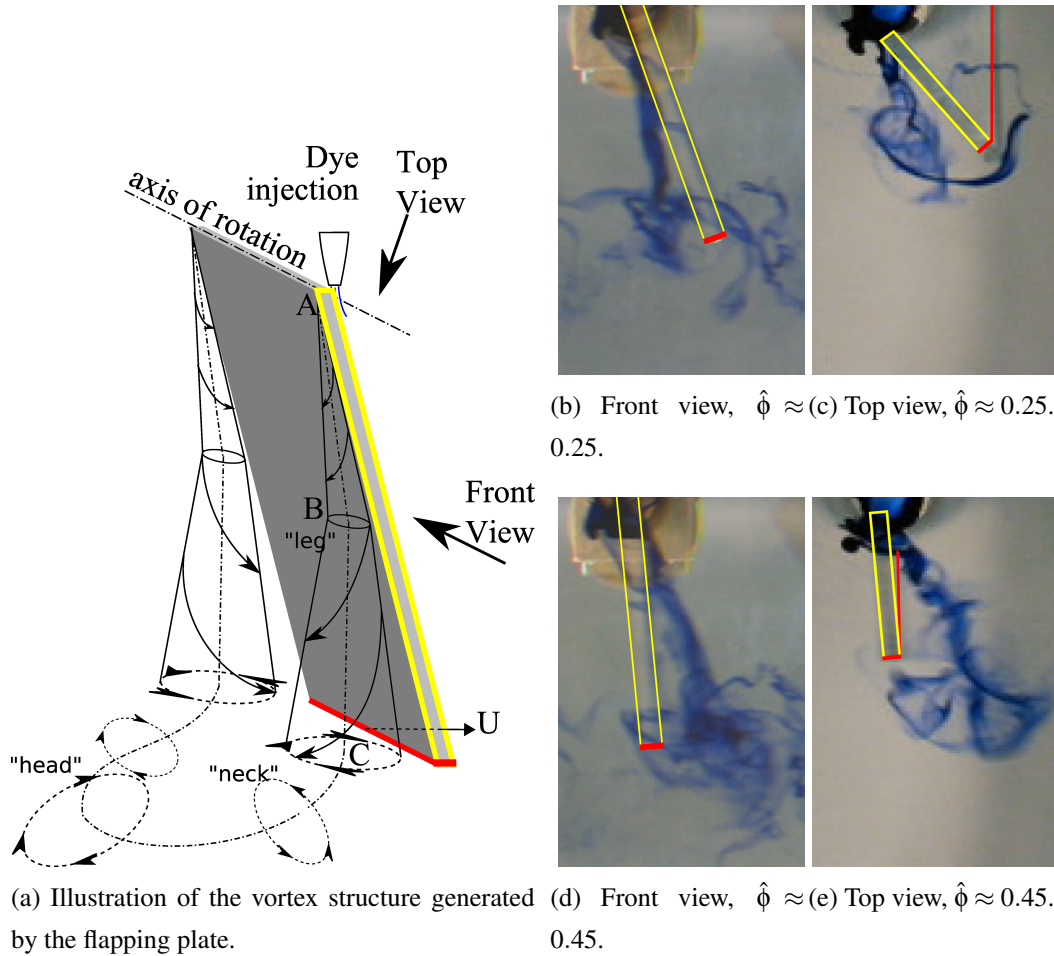 Dye
injection
Top
View
axis of rotation
A
B
"leg"
Front
View
U
C
"head"
"neck"
(b) Front view, ϕ̂ ≈
0.25.
(c) Top view, ϕ̂ ≈ 0.25.
(a) Illustration of the vortex structure generated
by the flapping plate.
(d) Front view, ϕ̂ ≈
0.45.
(e) Top view, ϕ̂ ≈ 0.45.